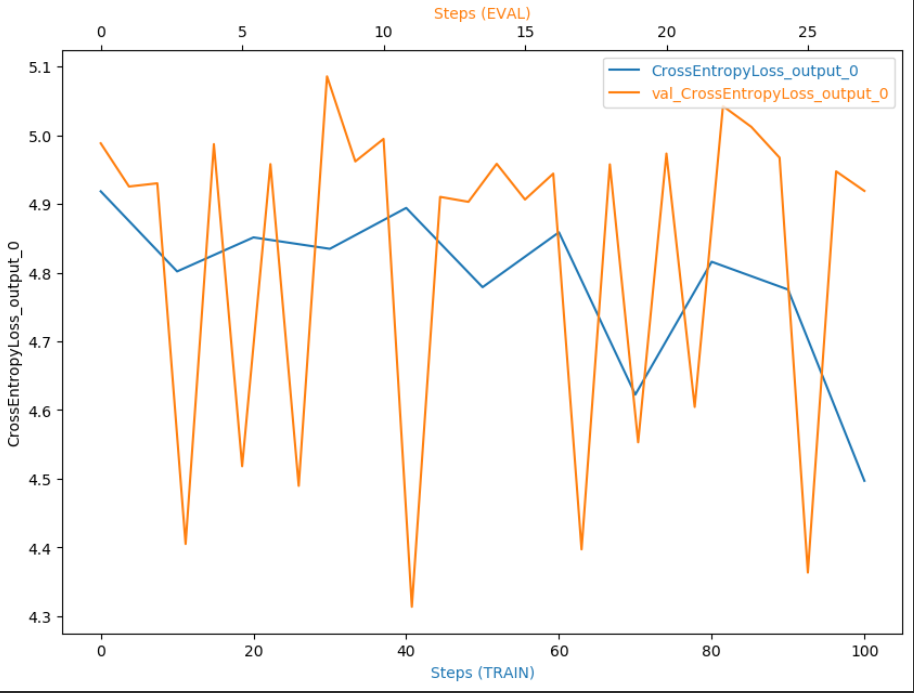 Steps (EVAL)
0 5 10 15 20 25
CrossEntropyLoss_output_0
val_CrossEntropyLoss_output_0
CrossEntropyLoss_output_0
5.1
5.0
4.9
4.8
4.7
4.6
4.5
4.4
4.3
0 20 40 60 80 100
Steps (TRAIN)